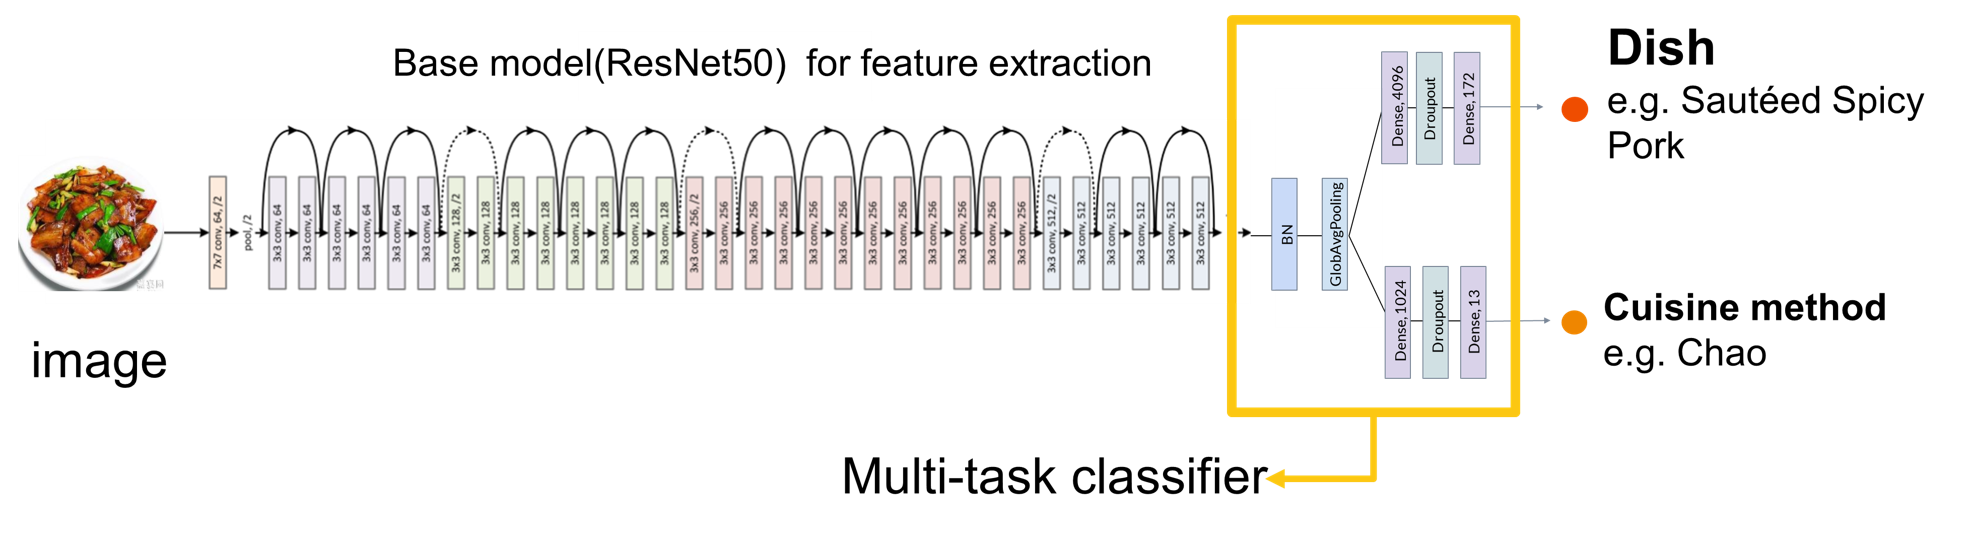 Base model(ResNet50) for feature extraction
image
7x7 conv, 64, /2
pool, /2
3x3 conv, 64
3x3 conv, 64
3x3 conv, 64
3x3 conv, 64
3x3 conv, 64
3x3 conv, 64
3x3 conv, 128, /2
3x3 conv, 128
3x3 conv, 128
3x3 conv, 128
3x3 conv, 128
3x3 conv, 128
3x3 conv, 128
3x3 conv, 128
3x3 conv, 256, /2
3x3 conv, 256
3x3 conv, 256
3x3 conv, 256
3x3 conv, 256
3x3 conv, 256
3x3 conv, 256
3x3 conv, 256
3x3 conv, 256
3x3 conv, 256
3x3 conv, 256
3x3 conv, 256
3x3 conv, 512, /2
3x3 conv, 512
3x3 conv, 512
3x3 conv, 512
3x3 conv, 512
3x3 conv, 512
BN
GlobAvgPooling
Dense,4096
Droupout
Dense,172
Dense,1024
Droupout
Dense,13
Dish
e.g. Sautéed Spicy
Pork
Cuisine method
e.g. Chao
Multi-task classifier